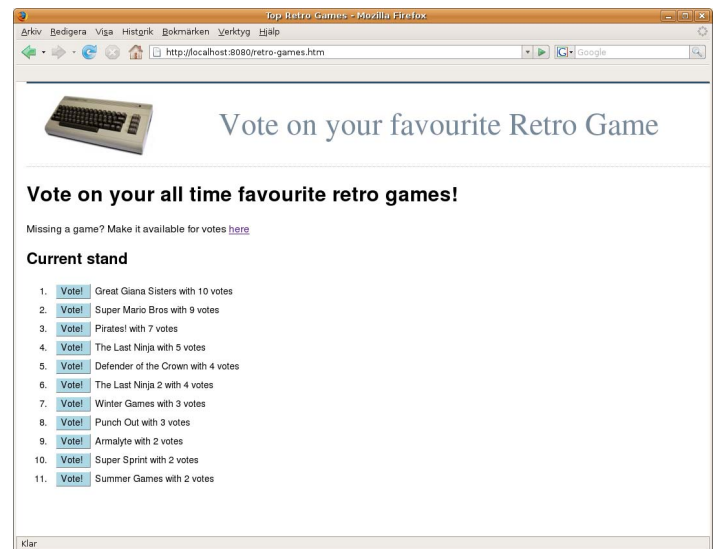 Top Retro Games - Mozilla Firefox
Arkiv Redigera Visa Historik Bokmärken Verktyg Hjälp
http://localhost:8080/retro-games.htm G Google
Vote on your favourite Retro Game
Vote on your all time favourite retro games!
Missing a game? Make it available for votes here
Current stand
1. Vote! Great Giana Sisters with 10 votes
2. Vote! Super Mario Bros with 9 votes
3. Vote! Pirates! with 7 votes
4. Vote! The Last Ninja with 5 votes
5. Vote! Defender of the Crown with 4 votes
6. Vote! The Last Ninja 2 with 4 votes
7. Vote! Winter Games with 3 votes
8. Vote! Punch Out with 3 votes
9. Vote! Armalyte with 2 votes
10. Vote! Super Sprint with 2 votes
11. Vote! Summer Games with 2 votes
Klar